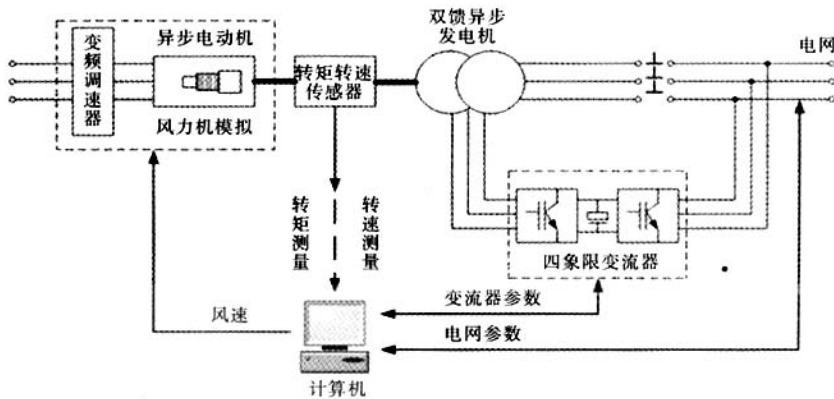 变
频
调
速
器
异步电动机
风力机模拟
转矩转速
传感器
双馈异步
发电机
电网
转矩测量
转速测量
四象限变流器
变流器参数
电网参数
风速
计算机